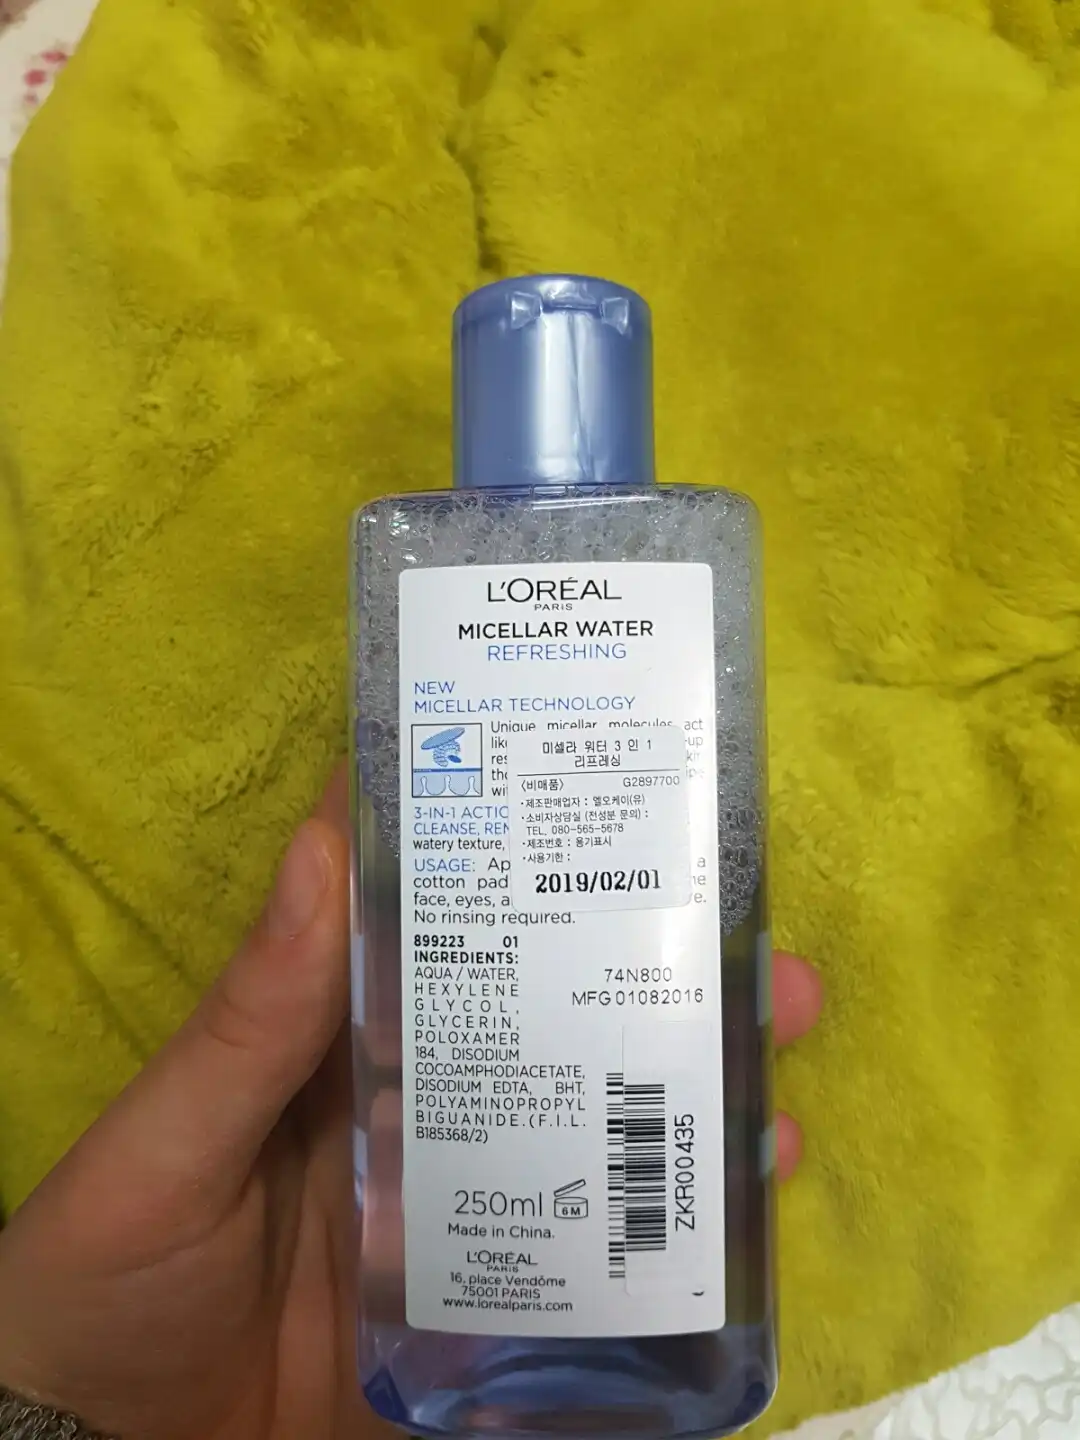 L'ORÉAL
PARIS
MICELLAR WATER
REFRESHING
NEW
MICELLAR TECHNOLOGY
Unique micellar molecules act
-up
3-IN-1
CLEANSE,
watery texture,
USAGE:
cotton pad
face, eyes,
No rinsing required.
미셀라 워터 3 인 1
리프레싱
〈비매품〉 G2897700
·제조판매업자 : 엘오케이(유)
·소비자상담실 (전성분 문의) :
TEL. 080-565-5678
·제조번호 : 용기표시
·사용기한 :
2019/02/01
899223 01
INGREDIENTS:
AQUA / WATER,
HEXYLENE
GLYCOL,
GLYCERIN,
POLOXAMER
184, DISODIUM
COCOAMPHODIACETATE,
DISODIUM EDTA, BHT,
POLYAMINOPROPYL
BIGUANIDE.(F.I.L.
B185368/2)
74N800
MFG 01082016
250ml
6M
Made in China.
L'ORÉAL
PARIS
16, place Vendôme
75001 PARIS
www.lorealparis.com
ZKR00435